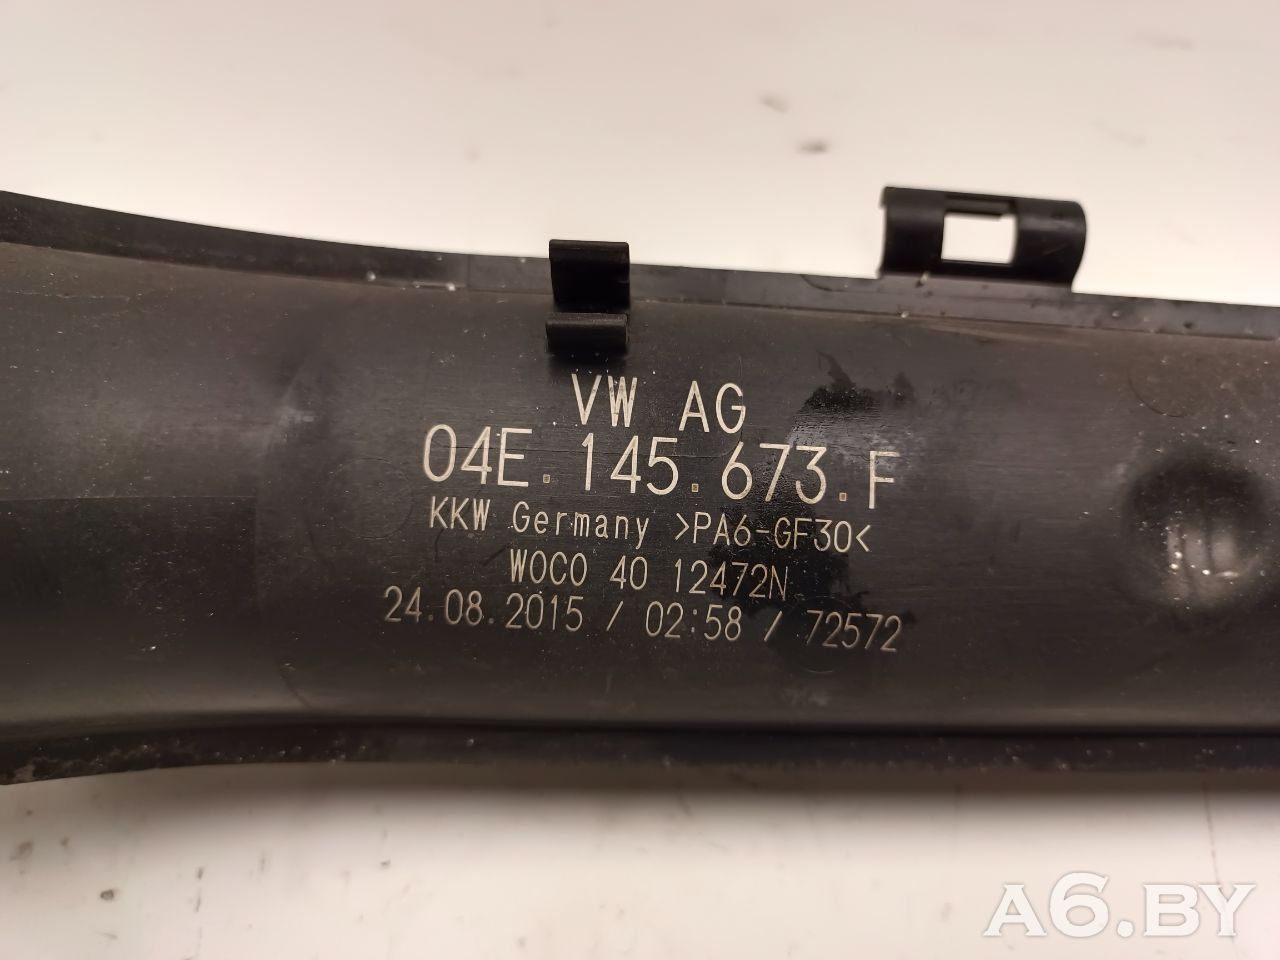 VW AG
04E.145.673.F
KKW Germany >PA6-GF30<
WOCO 40 12472N
24.08.2015 / 02:58 / 72572
A6.BY